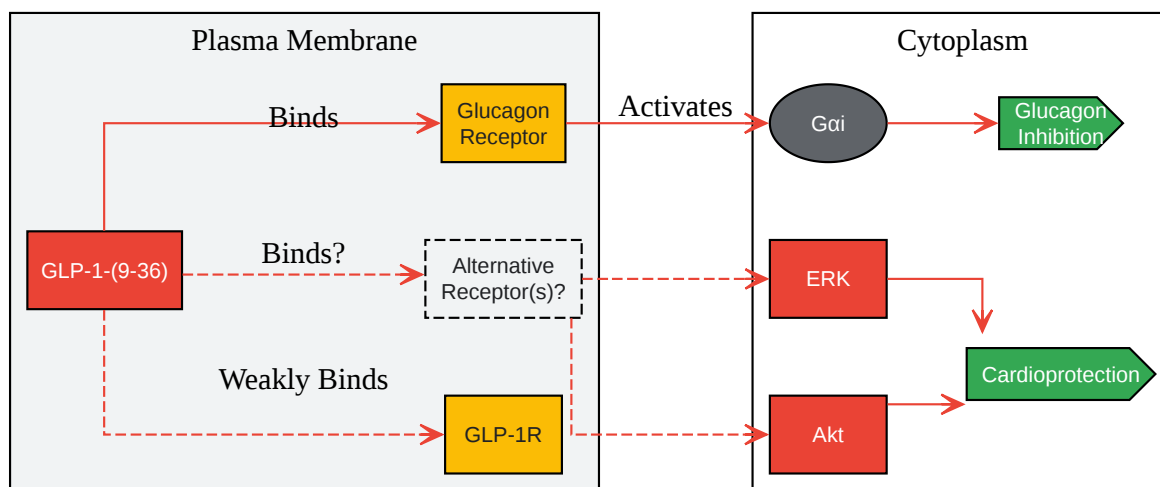 Plasma Membrane
Cytoplasm
Binds
Glucagon
Receptor
Activates
Gαi
Glucagon
Inhibition
GLP-1-(9-36)
Binds?
Alternative
Receptor(s)?
ERK
Cardioprotection
Weakly Binds
GLP-1R
Akt